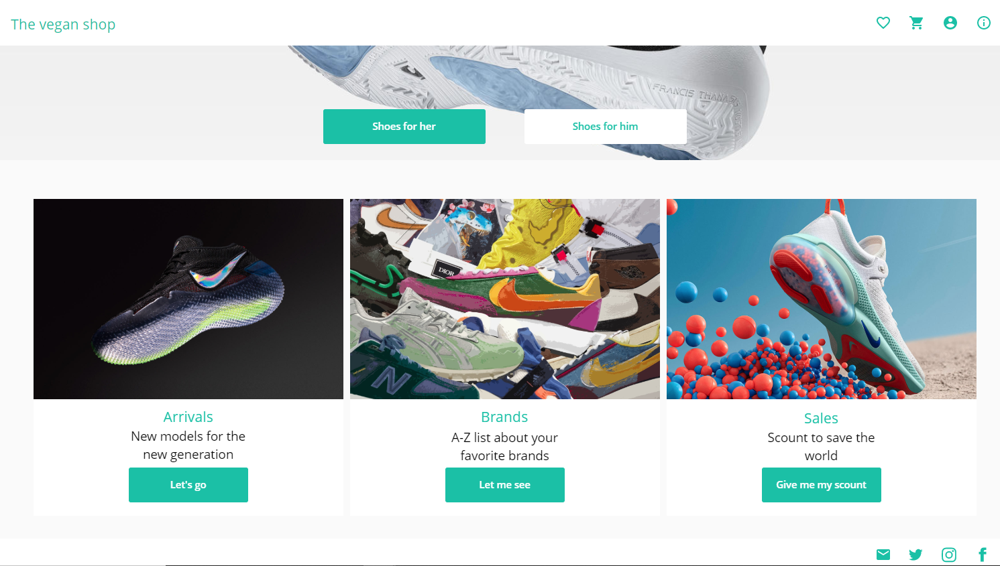 The vegan shop
FRANCIS THANASIS
Shoes for her
Shoes for him
DIOR
N
Arrivals
New models for the
new generation
Let's go
Brands
A-Z list about your
favorite brands
Let me see
Sales
Scount to save the
world
Give me my scount